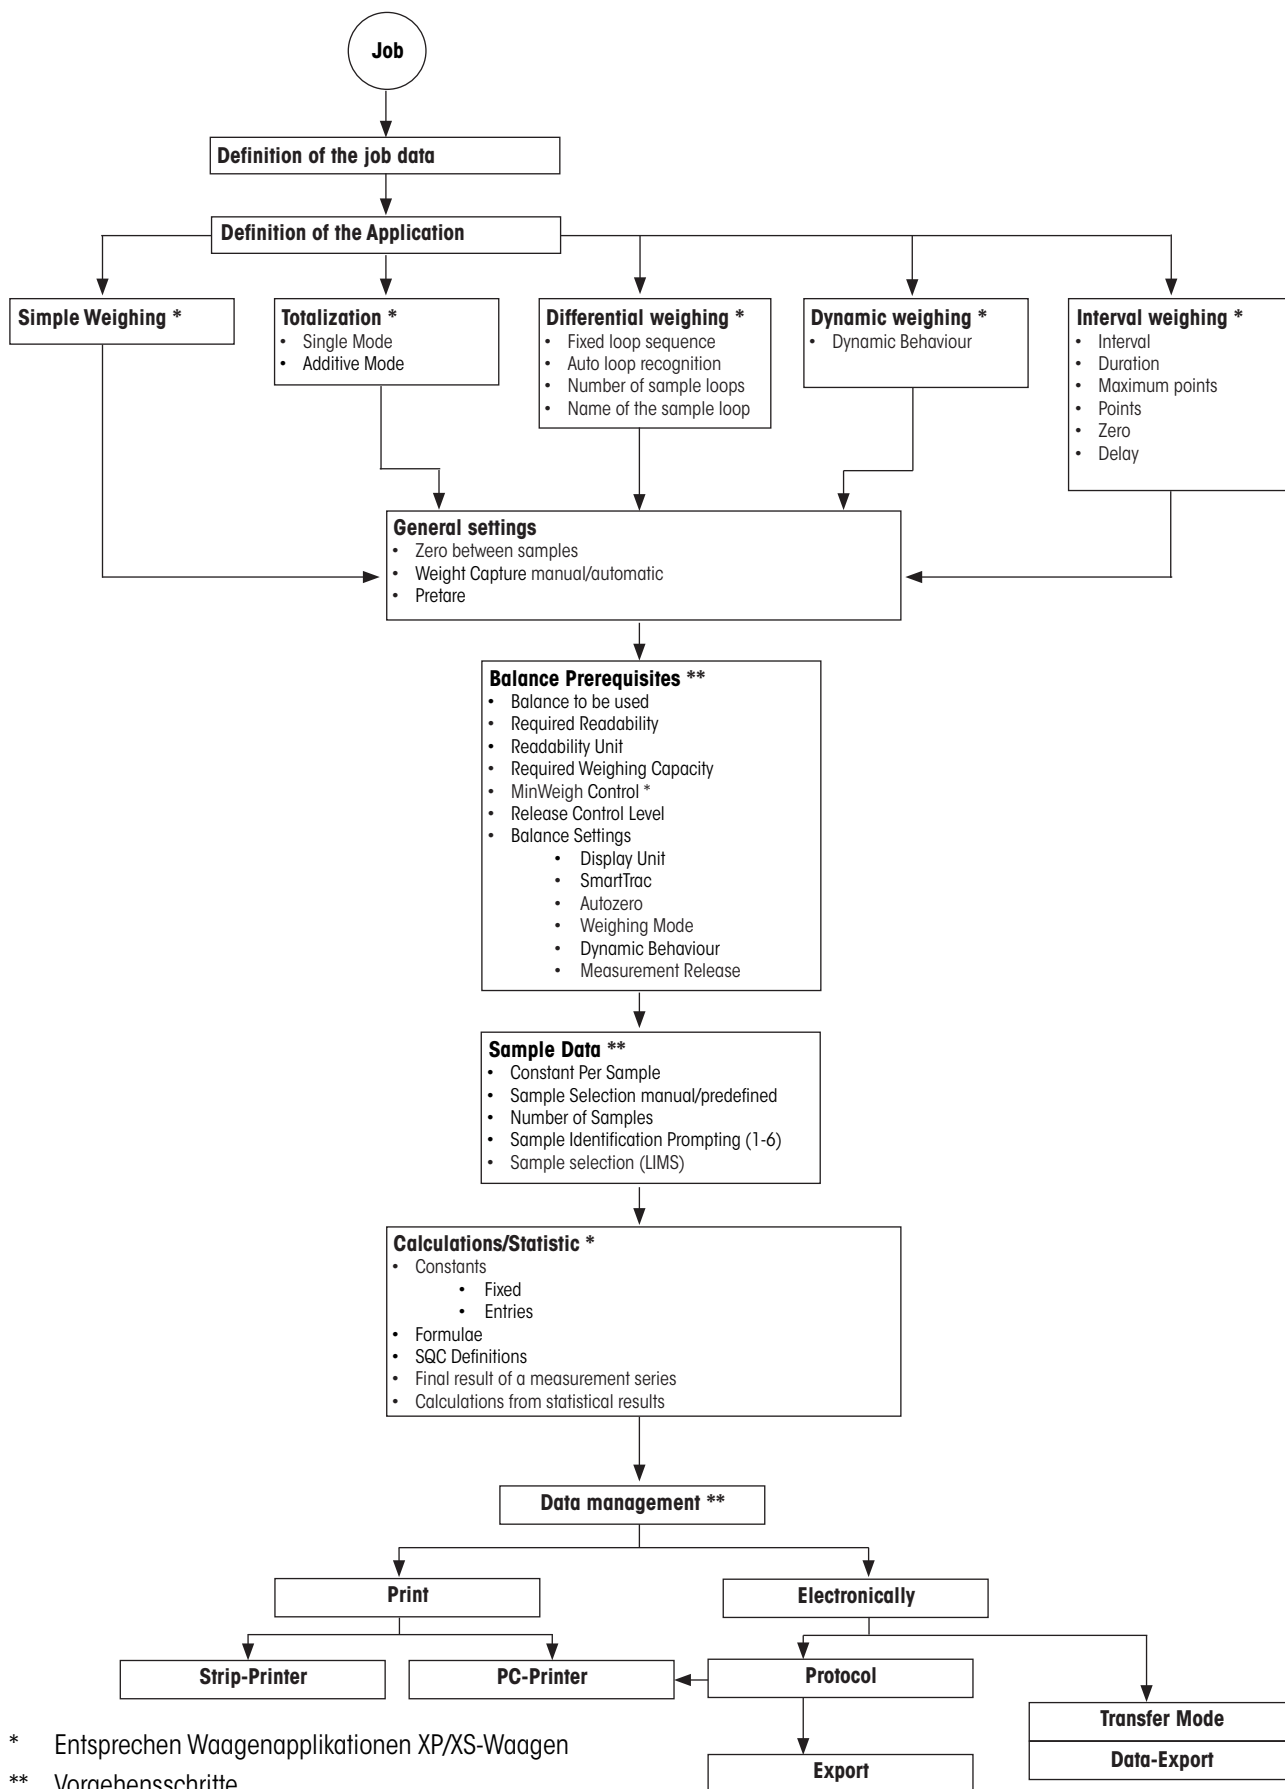 Job
Definition of the job data
Definition of the Application
Simple Weighing *
Totalization *
• Single Mode
• Additive Mode
Differential weighing *
• Fixed loop sequence
• Auto loop recognition
• Number of sample loops
• Name of the sample loop
Dynamic weighing *
• Dynamic Behaviour
Interval weighing *
• Interval
• Duration
• Maximum points
• Points
• Zero
• Delay
General settings
• Zero between samples
• Weight Capture manual/automatic
• Pretare
Balance Prerequisites **
• Balance to be used
• Required Readability
• Readability Unit
• Required Weighing Capacity
• MinWeigh Control *
• Release Control Level
• Balance Settings
• Display Unit
• SmartTrac
• Autozero
• Weighing Mode
• Dynamic Behaviour
• Measurement Release
Sample Data **
• Constant Per Sample
• Sample Selection manual/predefined
• Number of Samples
• Sample Identification Prompting (1-6)
• Sample selection (LIMS)
Calculations/Statistic *
• Constants
• Fixed
• Entries
• Formulae
• SQC Definitions
• Final result of a measurement series
• Calculations from statistical results
Data management **
Print
Electronically
Strip-Printer
PC-Printer
Protocol
Transfer Mode
Data-Export
Export
* Entsprechen Waagenapplikationen XP/XS-Waagen
** Vorgehensschritte